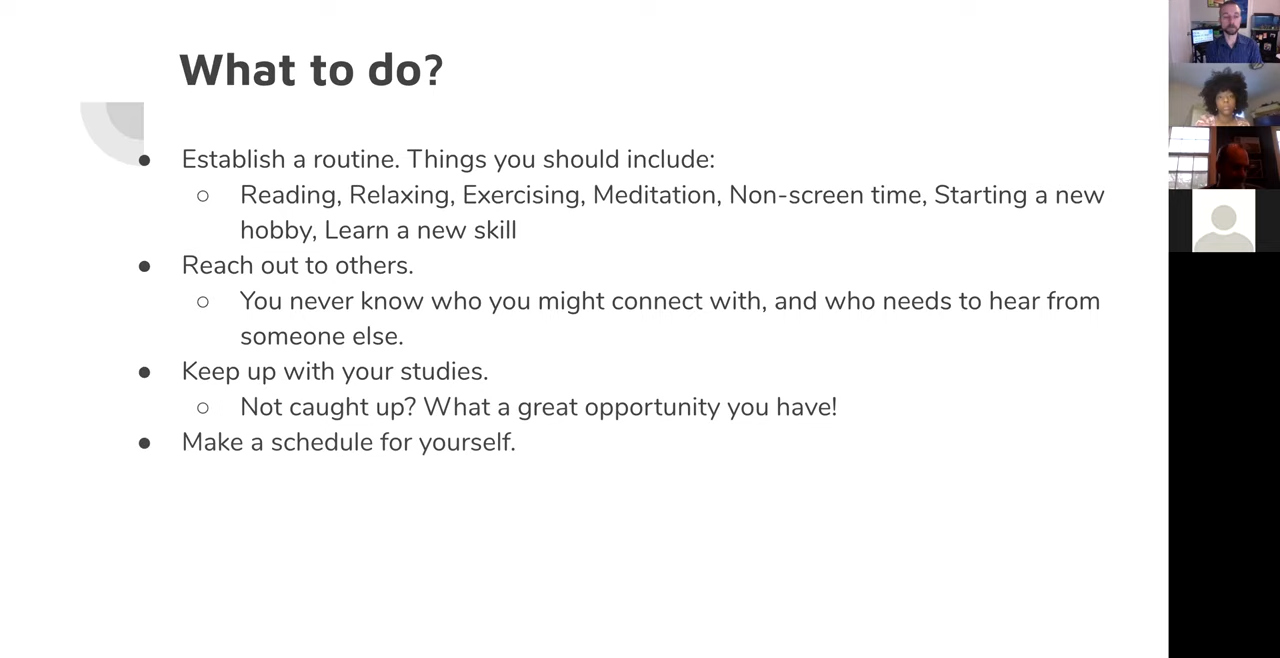 What to do?
● Establish a routine. Things you should include:
○ Reading, Relaxing, Exercising, Meditation, Non-screen time, Starting a new
hobby, Learn a new skill
● Reach out to others.
○ You never know who you might connect with, and who needs to hear from
someone else.
● Keep up with your studies.
○ Not caught up? What a great opportunity you have!
● Make a schedule for yourself.